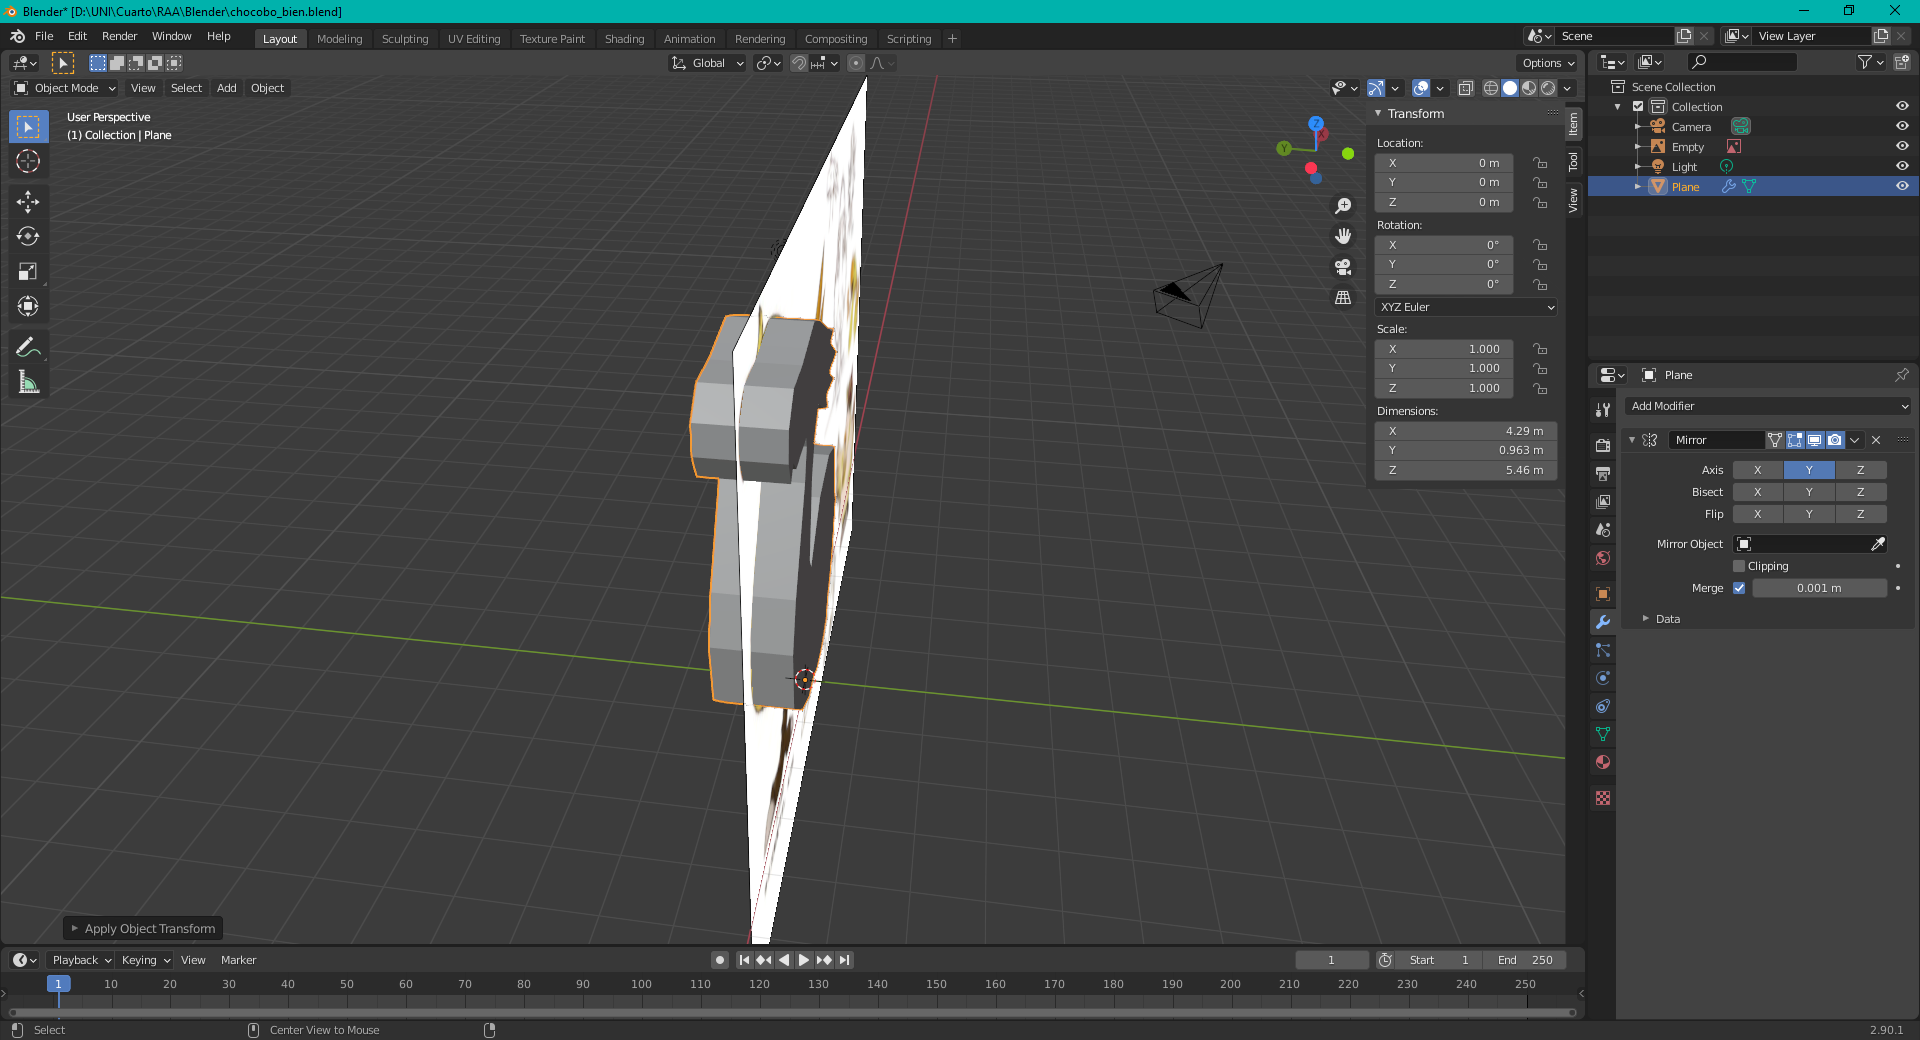 Blender* [D:\UNI\Cuarto\RAA\Blender\chocobo_bien.blend]
File Edit Render Window Help
Layout Modeling Sculpting UV Editing Texture Paint Shading Animation Rendering Compositing Scripting +
Scene
View Layer
Global
Options
Object Mode View Select Add Object
User Perspective
(1) Collection | Plane
Z
X
Y
Transform
Location:
X 0 m
Y 0 m
Z 0 m
Rotation:
X 0°
Y 0°
Z 0°
XYZ Euler
Scale:
X 1.000
Y 1.000
Z 1.000
Dimensions:
X 4.29 m
Y 0.963 m
Z 5.46 m
Item
Tool
View
Scene Collection
Collection
Camera
Empty
Light
Plane
Plane
Add Modifier
Mirror
Axis X Y Z
Bisect X Y Z
Flip X Y Z
Mirror Object
Clipping
Merge 0.001 m
Data
Apply Object Transform
Playback Keying View Marker
1
Start 1
End 250
1 10 20 30 40 50 60 70 80 90 100 110 120 130 140 150 160 170 180 190 200 210 220 230 240 250
Select
Center View to Mouse
2.90.1